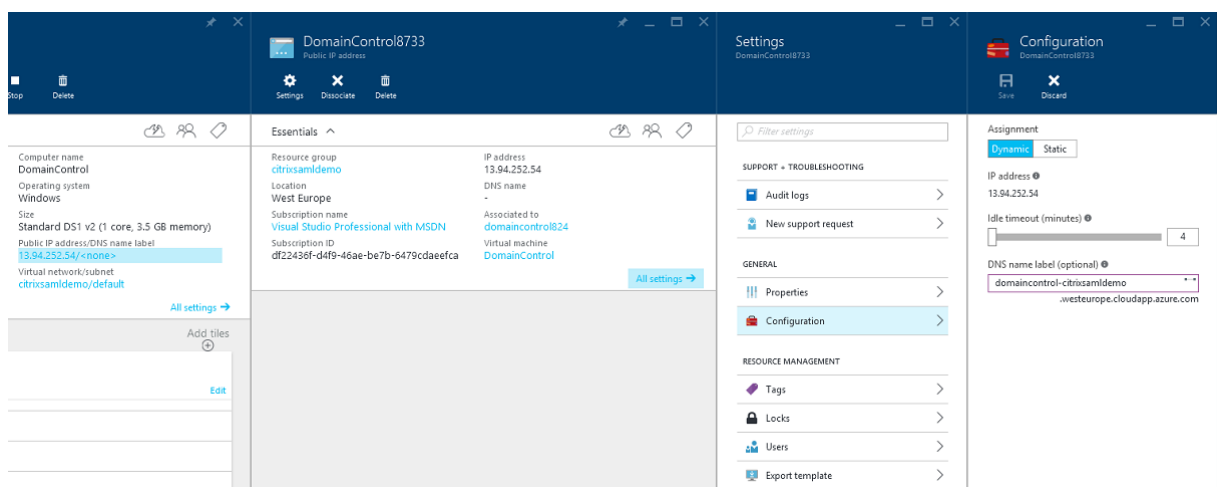 Stop
Delete
Computer name
DomainControl
Operating system
Windows
Size
Standard DS1 v2 (1 core, 3.5 GB memory)
Public IP address/DNS name label
13.94.252.54/<none>
Virtual network/subnet
citrixsamldemo/default
All settings →
Add tiles
Edit
DomainControl8733
Public IP address
Settings
Dissociate
Delete
Essentials
Resource group
citrixsamldemo
Location
West Europe
Subscription name
Visual Studio Professional with MSDN
Subscription ID
df22436f-d4f9-46ae-be7b-6479cdaeefca
IP address
13.94.252.54
DNS name
-
Associated to
domaincontrol824
Virtual machine
DomainControl
All settings →
Settings
DomainControl8733
Filter settings
SUPPORT + TROUBLESHOOTING
Audit logs
New support request
GENERAL
Properties
Configuration
RESOURCE MANAGEMENT
Tags
Locks
Users
Export template
Configuration
DomainControl8733
Save
Discard
Assignment
Dynamic Static
IP address
13.94.252.54
Idle timeout (minutes)
4
DNS name label (optional)
domaincontrol-citrixsamldemo
.westeurope.cloudapp.azure.com